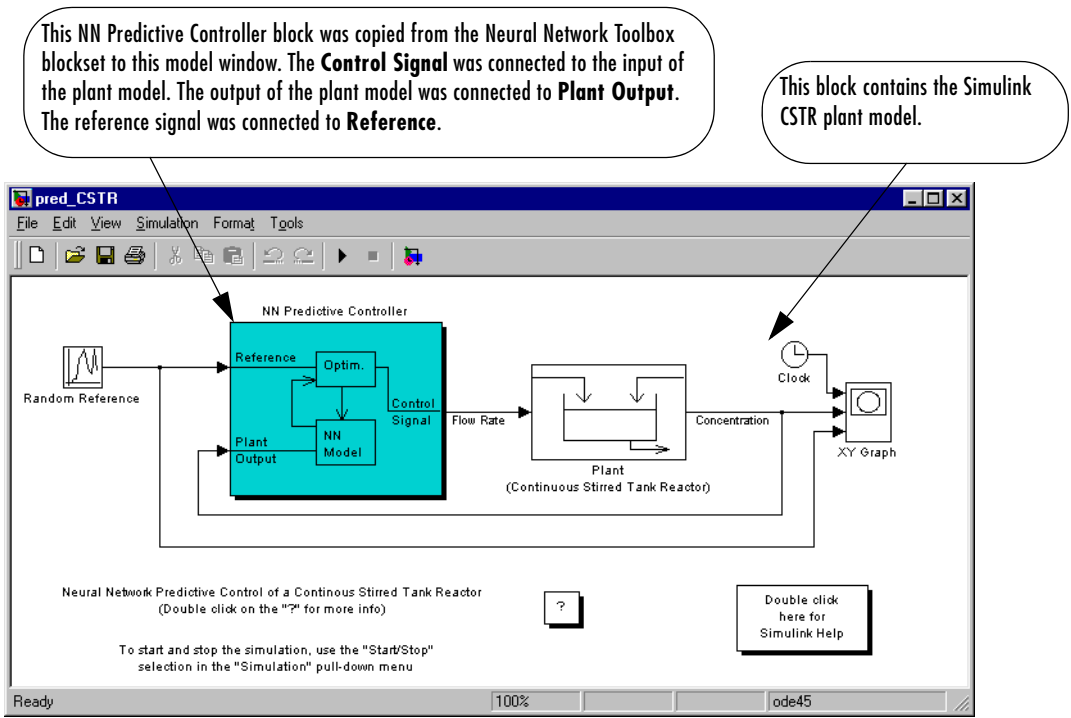 This NN Predictive Controller block was copied from the Neural Network Toolbox
blockset to this model window. The Control Signal was connected to the input of
the plant model. The output of the plant model was connected to Plant Output.
The reference signal was connected to Reference.
This block contains the Simulink
CSTR plant model.
pred_CSTR
File Edit View Simulation Format Tools
NN Predictive Controller
Random Reference
Reference
Optim.
Control
Signal
Plant
Output
NN
Model
Flow Rate
Plant
(Continuous Stirred Tank Reactor)
Concentration
Clock
XY Graph
Neural Network Predictive Control of a Continous Stirred Tank Reactor
(Double click on the "?" for more info)
To start and stop the simulation, use the "Start/Stop"
selection in the "Simulation" pull-down menu
?
Double click
here for
Simulink Help
Ready 100% ode45